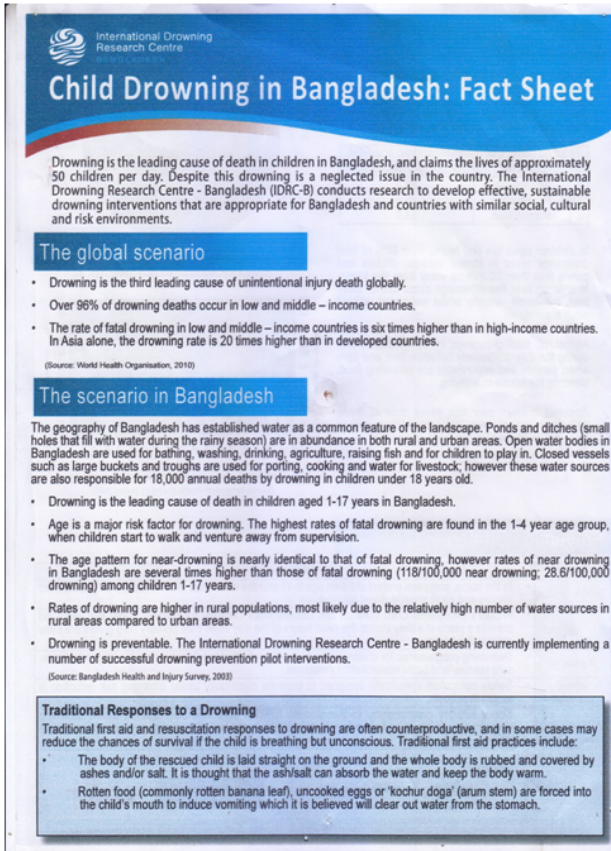 International Drowning
Research Centre
BANGLADESH
Child Drowning in Bangladesh: Fact Sheet
Drowning is the leading cause of death in children in Bangladesh, and claims the lives of approximately
50 children per day. Despite this drowning is a neglected issue in the country. The International
Drowning Research Centre - Bangladesh (IDRC-B) conducts research to develop effective, sustainable
drowning interventions that are appropriate for Bangladesh and countries with similar social, cultural
and risk environments.
The global scenario
• Drowning is the third leading cause of unintentional injury death globally.
• Over 96% of drowning deaths occur in low and middle – income countries.
• The rate of fatal drowning in low and middle – income countries is six times higher than in high-income countries.
In Asia alone, the drowning rate is 20 times higher than in developed countries.
(Source: World Health Organisation, 2010)
The scenario in Bangladesh
The geography of Bangladesh has established water as a common feature of the landscape. Ponds and ditches (small
holes that fill with water during the rainy season) are in abundance in both rural and urban areas. Open water bodies in
Bangladesh are used for bathing, washing, drinking, agriculture, raising fish and for children to play in. Closed vessels
such as large buckets and troughs are used for porting, cooking and water for livestock; however these water sources
are also responsible for 18,000 annual deaths by drowning in children under 18 years old.
• Drowning is the leading cause of death in children aged 1-17 years in Bangladesh.
• Age is a major risk factor for drowning. The highest rates of fatal drowning are found in the 1-4 year age group,
when children start to walk and venture away from supervision.
• The age pattern for near-drowning is nearly identical to that of fatal drowning, however rates of near drowning
in Bangladesh are several times higher than those of fatal drowning (118/100,000 near drowning; 28.6/100,000
drowning) among children 1-17 years.
• Rates of drowning are higher in rural populations, most likely due to the relatively high number of water sources in
rural areas compared to urban areas.
• Drowning is preventable. The International Drowning Research Centre - Bangladesh is currently implementing a
number of successful drowning prevention pilot interventions.
(Source: Bangladesh Health and Injury Survey, 2003)
Traditional Responses to a Drowning
Traditional first aid and resuscitation responses to drowning are often counterproductive, and in some cases may
reduce the chances of survival if the child is breathing but unconscious. Traditional first aid practices include:
• The body of the rescued child is laid straight on the ground and the whole body is rubbed and covered by
ashes and/or salt. It is thought that the ash/salt can absorb the water and keep the body warm.
• Rotten food (commonly rotten banana leaf), uncooked eggs or 'kochur doga' (arum stem) are forced into
the child's mouth to induce vomiting which it is believed will clear out water from the stomach.